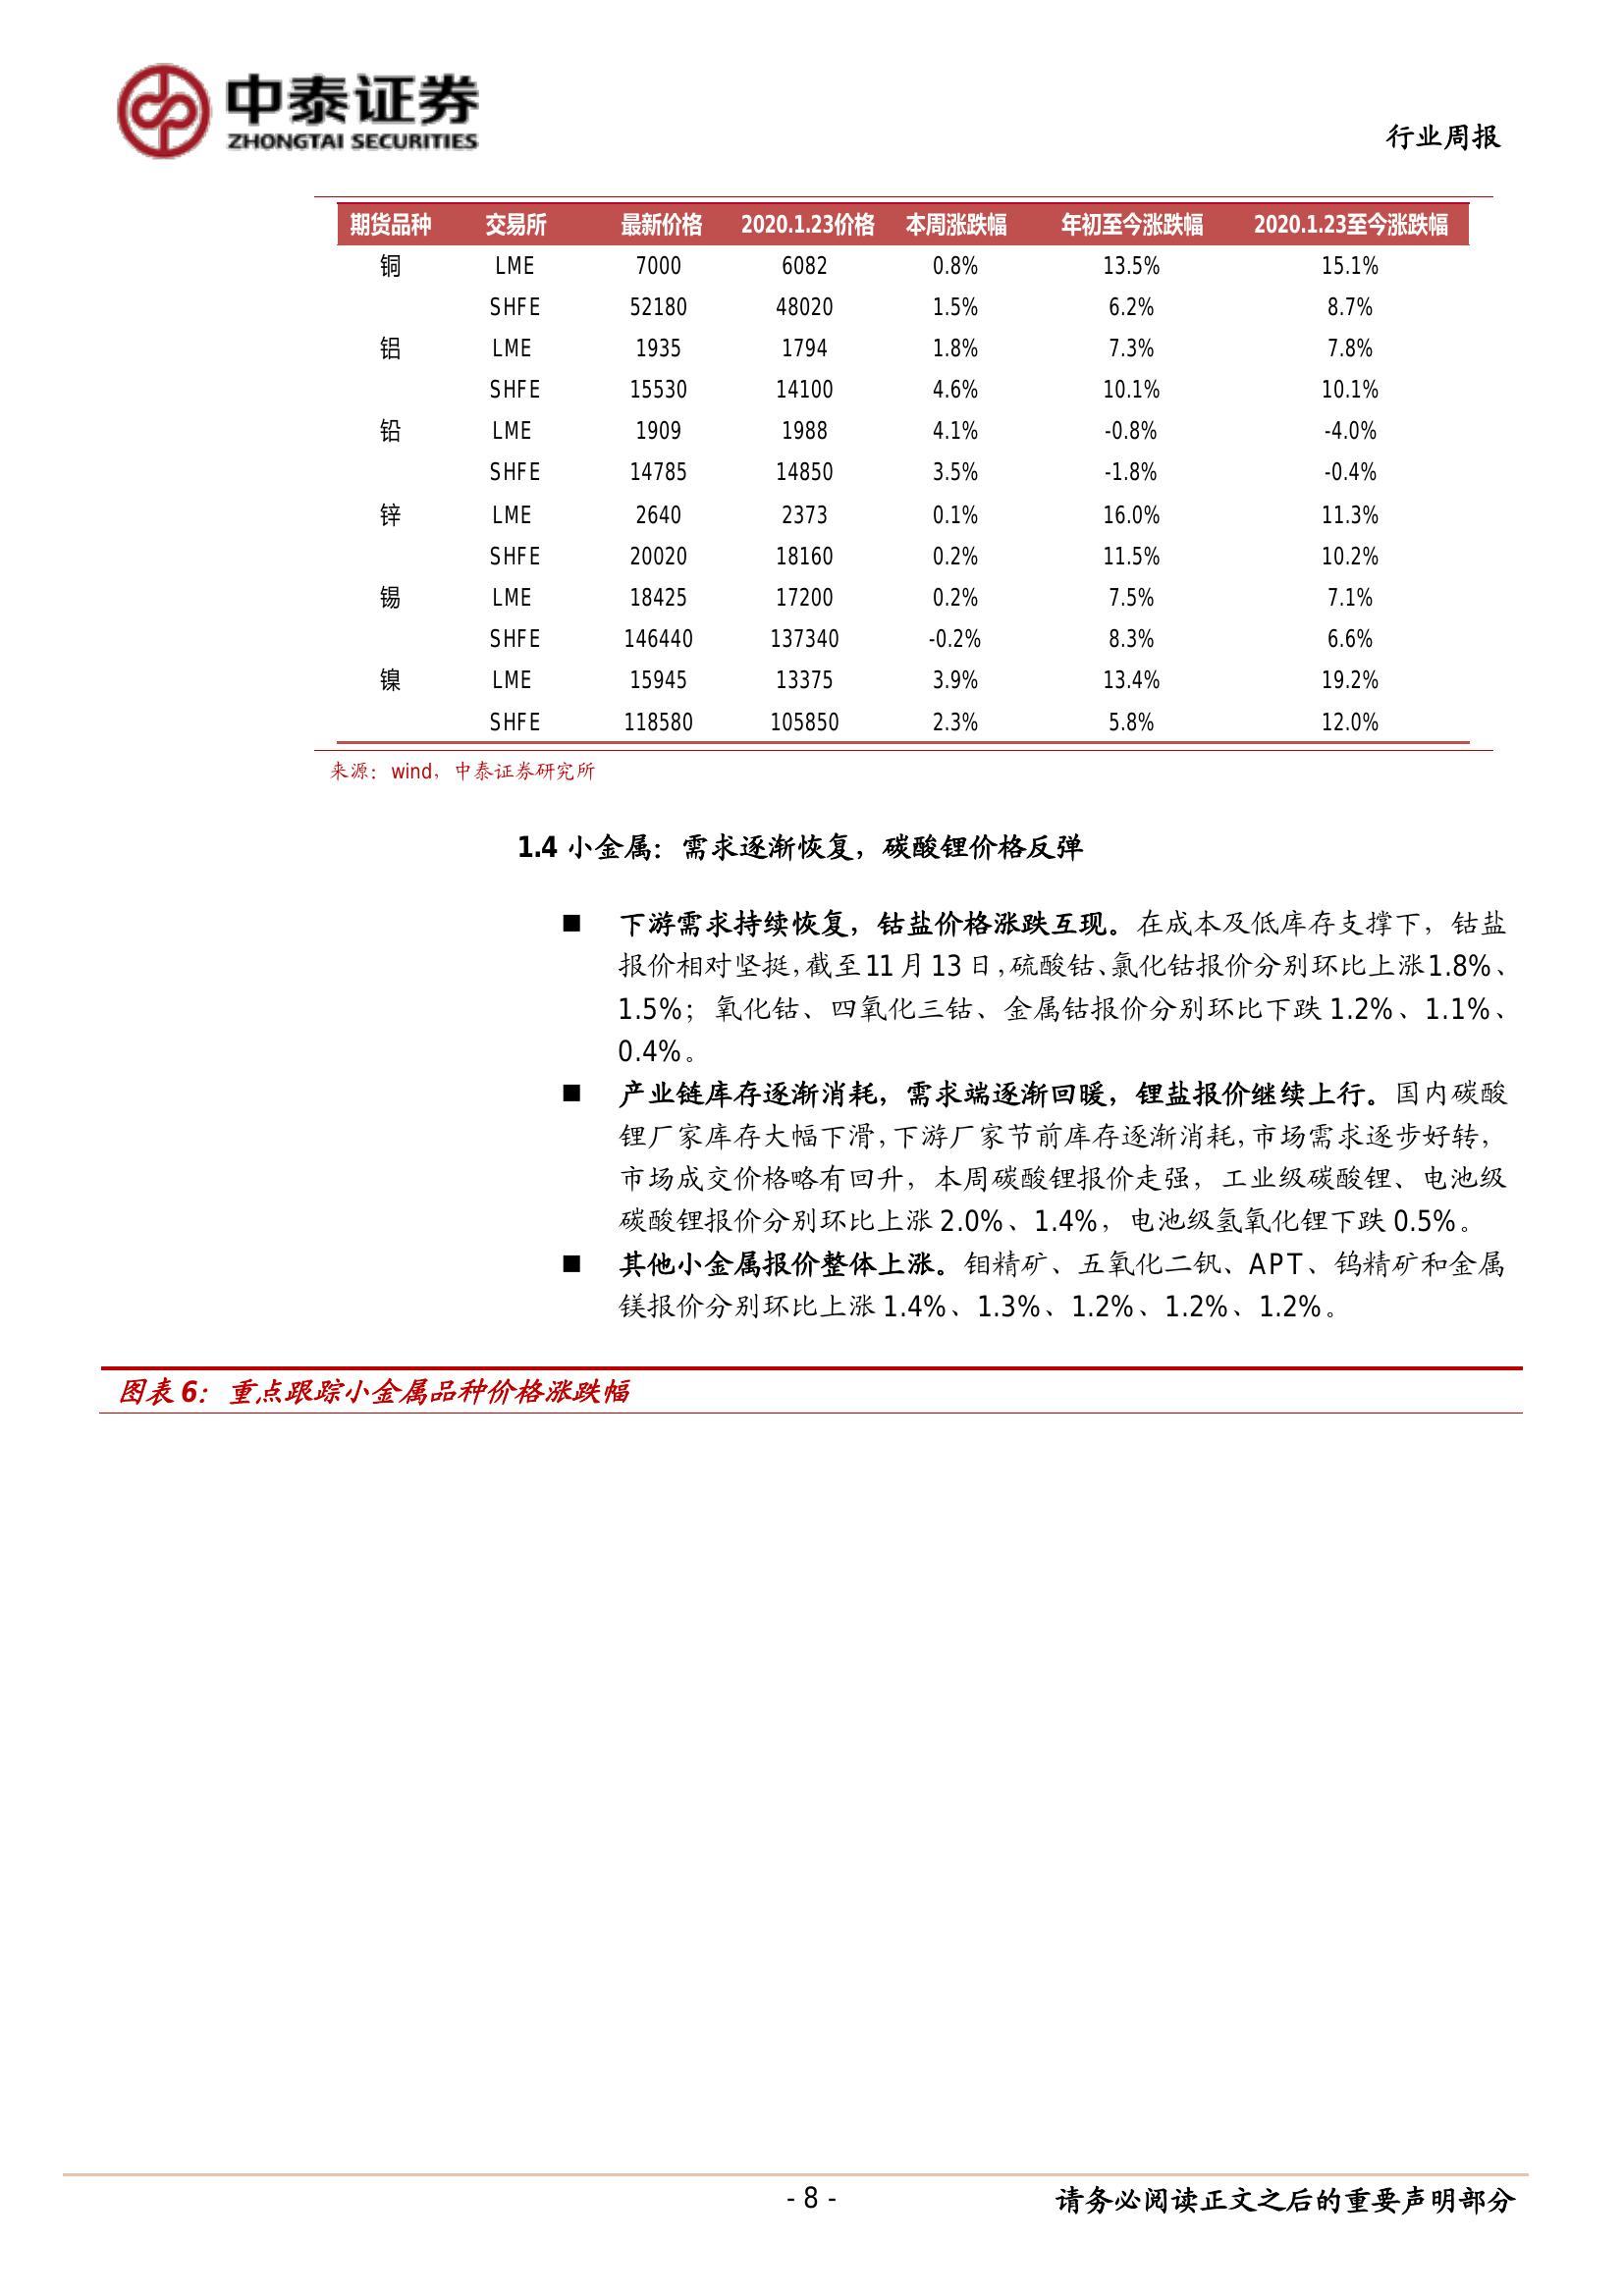 中泰证券
ZHONGTAI SECURITIES
行业周报
期货品种 交易所 最新价格 2020.1.23价格 本周涨跌幅 年初至今涨跌幅 2020.1.23至今涨跌幅
铜 LME 7000 6082 0.8% 13.5% 15.1%
SHFE 52180 48020 1.5% 6.2% 8.7%
铝 LME 1935 1794 1.8% 7.3% 7.8%
SHFE 15530 14100 4.6% 10.1% 10.1%
铅 LME 1909 1988 4.1% -0.8% -4.0%
SHFE 14785 14850 3.5% -1.8% -0.4%
锌 LME 2640 2373 0.1% 16.0% 11.3%
SHFE 20020 18160 0.2% 11.5% 10.2%
锡 LME 18425 17200 0.2% 7.5% 7.1%
SHFE 146440 137340 -0.2% 8.3% 6.6%
镍 LME 15945 13375 3.9% 13.4% 19.2%
SHFE 118580 105850 2.3% 5.8% 12.0%
来源：wind，中泰证券研究所
1.4 小金属：需求逐渐恢复，碳酸锂价格反弹
■ 下游需求持续恢复，钴盐价格涨跌互现。在成本及低库存支撑下，钴盐
报价相对坚挺，截至 11 月 13 日，硫酸钴、氯化钴报价分别环比上涨 1.8%、
1.5%；氧化钴、四氧化三钴、金属钴报价分别环比下跌 1.2%、1.1%、
0.4%。
■ 产业链库存逐渐消耗，需求端逐渐回暖，锂盐报价继续上行。国内碳酸
锂厂家库存大幅下滑，下游厂家节前库存逐渐消耗，市场需求逐步好转，
市场成交价格略有回升，本周碳酸锂报价走强，工业级碳酸锂、电池级
碳酸锂报价分别环比上涨 2.0%、1.4%，电池级氢氧化锂下跌 0.5%。
■ 其他小金属报价整体上涨。钼精矿、五氧化二钒、APT、钨精矿和金属
镁报价分别环比上涨 1.4%、1.3%、1.2%、1.2%、1.2%。
图表 6：重点跟踪小金属品种价格涨跌幅
- 8 -
请务必阅读正文之后的重要声明部分